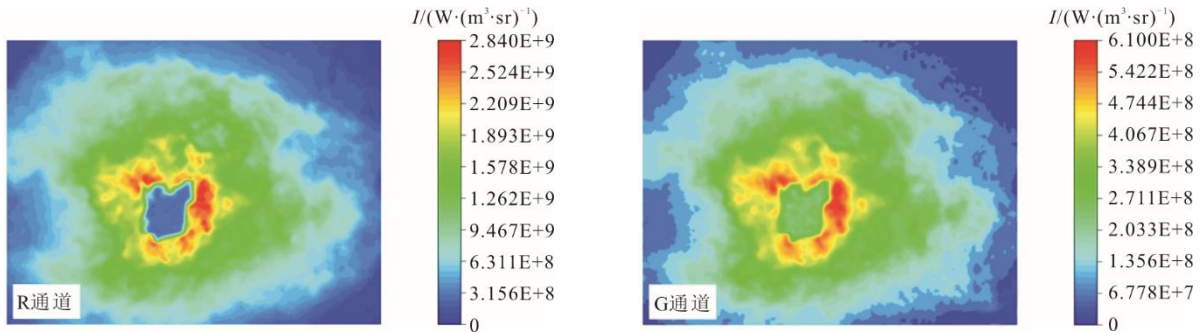 I/(W·(m³·sr)⁻¹)
2.840E+9
2.524E+9
2.209E+9
1.893E+9
1.578E+9
1.262E+9
9.467E+8
6.311E+8
3.156E+8
0
R通道
I/(W·(m³·sr)⁻¹)
6.100E+8
5.422E+8
4.744E+8
4.067E+8
3.389E+8
2.711E+8
2.033E+8
1.356E+8
6.778E+7
0
G通道